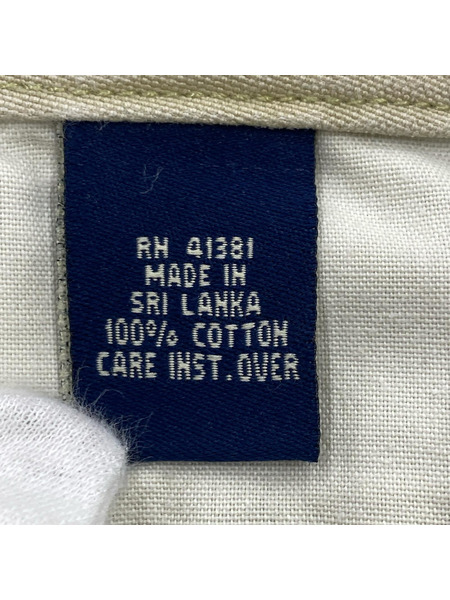 RN 41381
MADE IN
SRI LANKA
100% COTTON
CARE INST. OVER